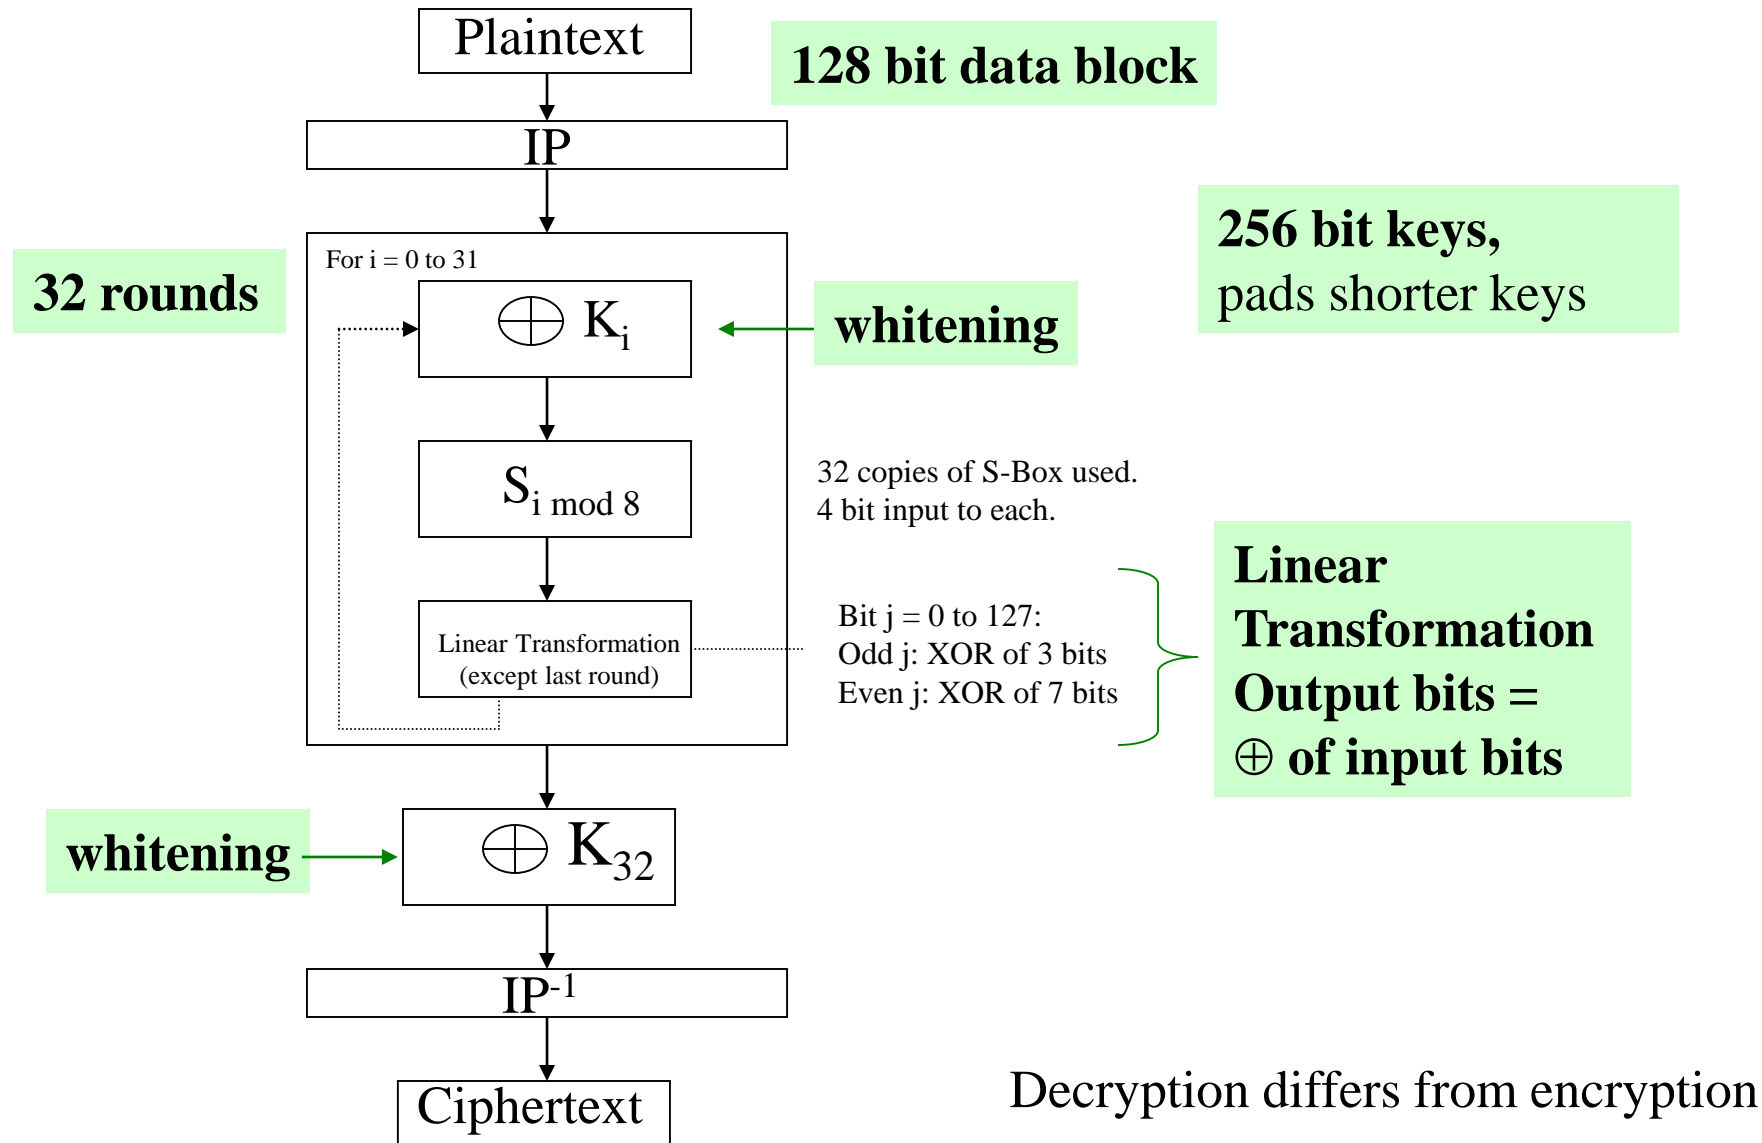 Plaintext
128 bit data block
IP
256 bit keys,
pads shorter keys
32 rounds
For i = 0 to 31
⊕ Kᵢ
whitening
S i mod 8
32 copies of S-Box used.
4 bit input to each.
Linear Transformation
(except last round)
Bit j = 0 to 127:
Odd j: XOR of 3 bits
Even j: XOR of 7 bits
Linear
Transformation
Output bits =
⊕ of input bits
whitening
⊕ K₃₂
IP⁻¹
Ciphertext
Decryption differs from encryption